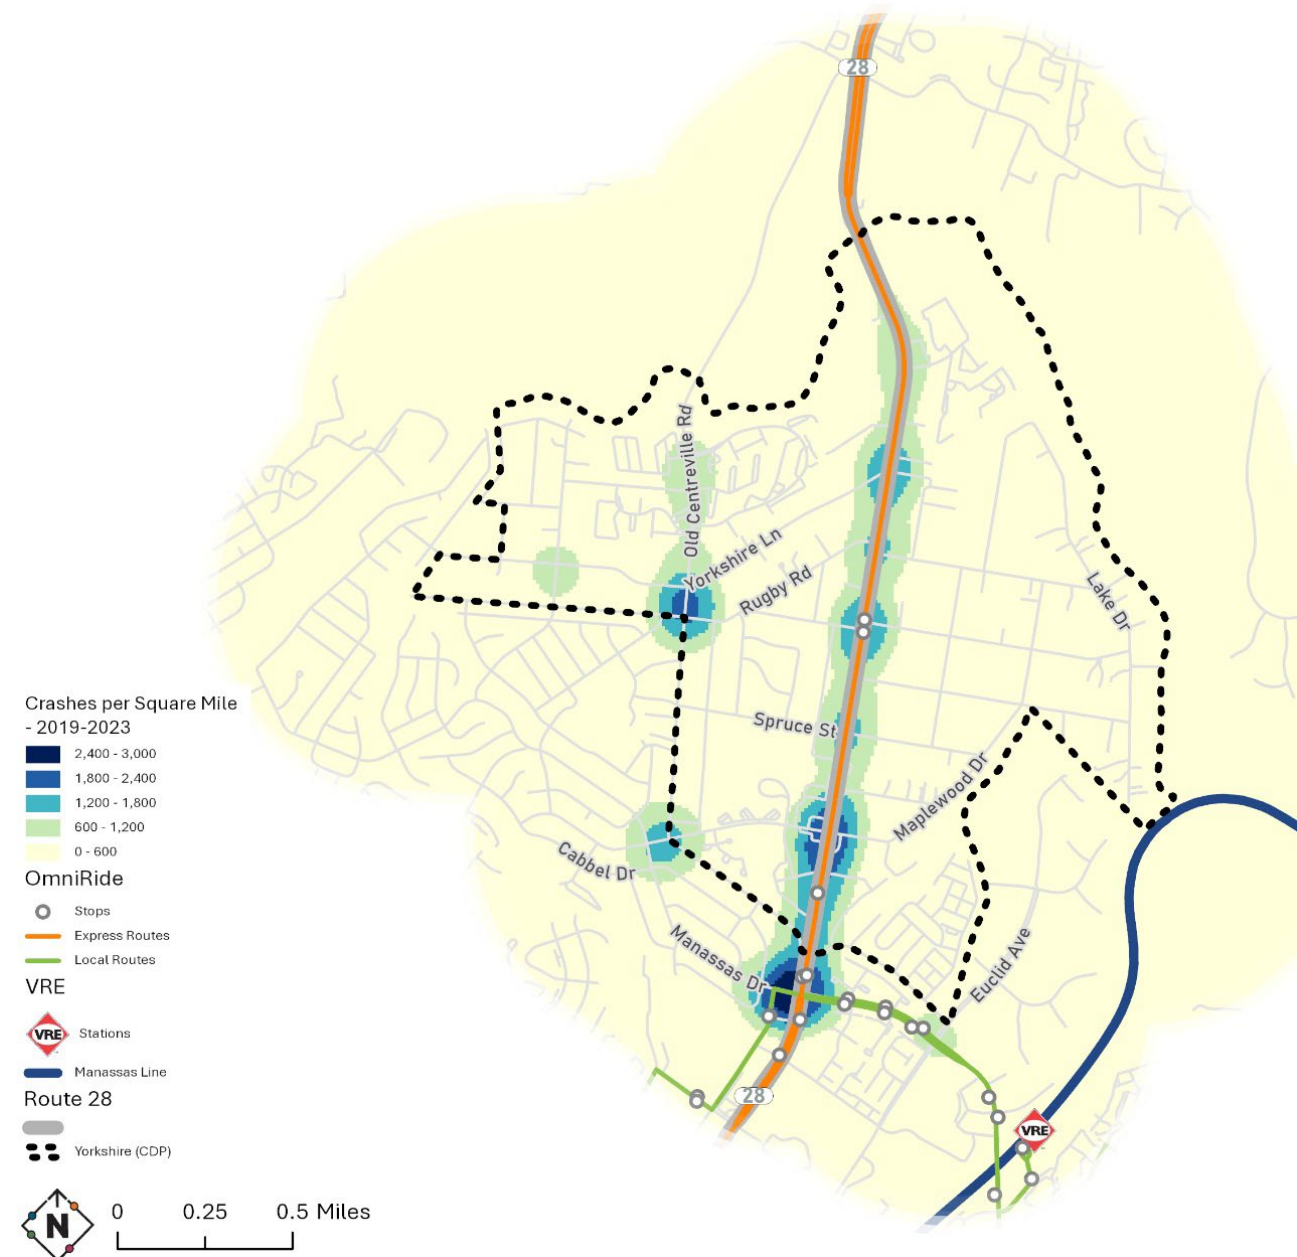 28
Old Centreville Rd
Yorkshire Ln
Rugby Rd
Lake Dr
Spruce St
Maplewood Dr
Cabbel Dr
Manassas Dr
Euclid Ave
28
VRE
Crashes per Square Mile
- 2019-2023
2,400 - 3,000
1,800 - 2,400
1,200 - 1,800
600 - 1,200
0 - 600
OmniRide
Stops
Express Routes
Local Routes
VRE
VRE Stations
Manassas Line
Route 28
Yorkshire (CDP)
N
0 0.25 0.5 Miles